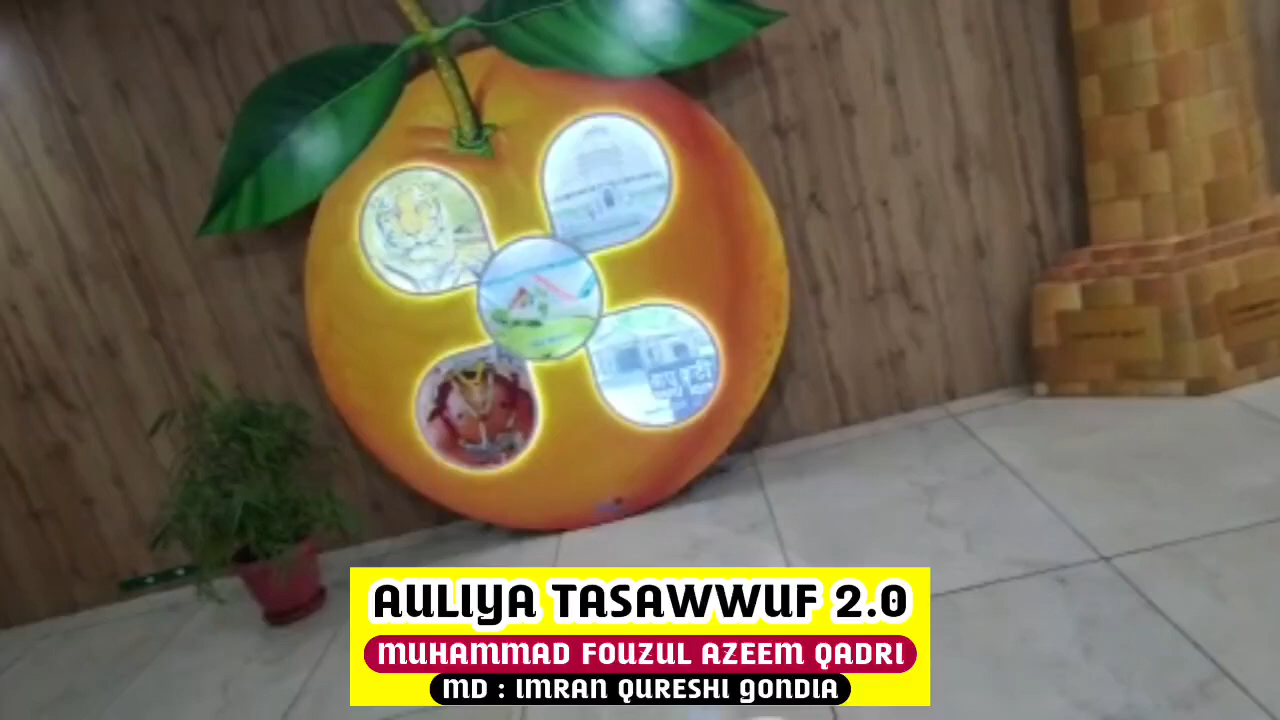 AULIYA TASAWWUF 2.0
MUHAMMAD FOUZUL AZEEM QADRI
MD : IMRAN QURESHI GONDIA